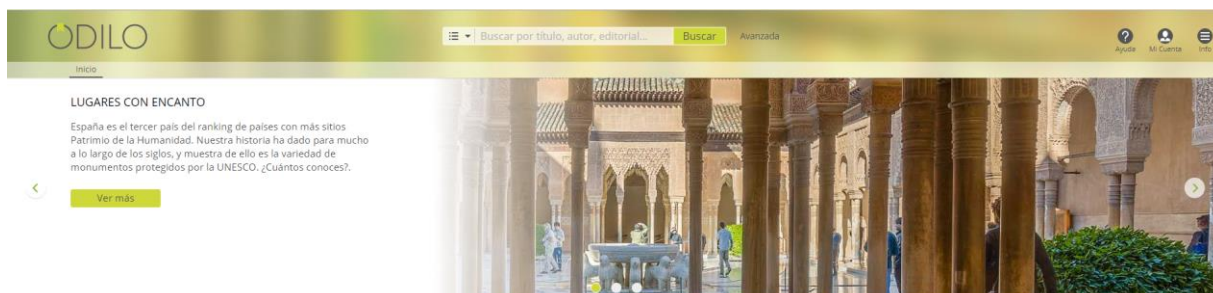 ODILO
Buscar por título, autor, editorial...
Buscar
Avanzada
Ayuda
Mi Cuenta
Info
Inicio
LUGARES CON ENCANTO
España es el tercer país del ranking de países con más sitios
Patrimio de la Humanidad. Nuestra historia ha dado para mucho
a lo largo de los siglos, y muestra de ello es la variedad de
monumentos protegidos por la UNESCO. ¿Cuántos conoces?.
Ver más